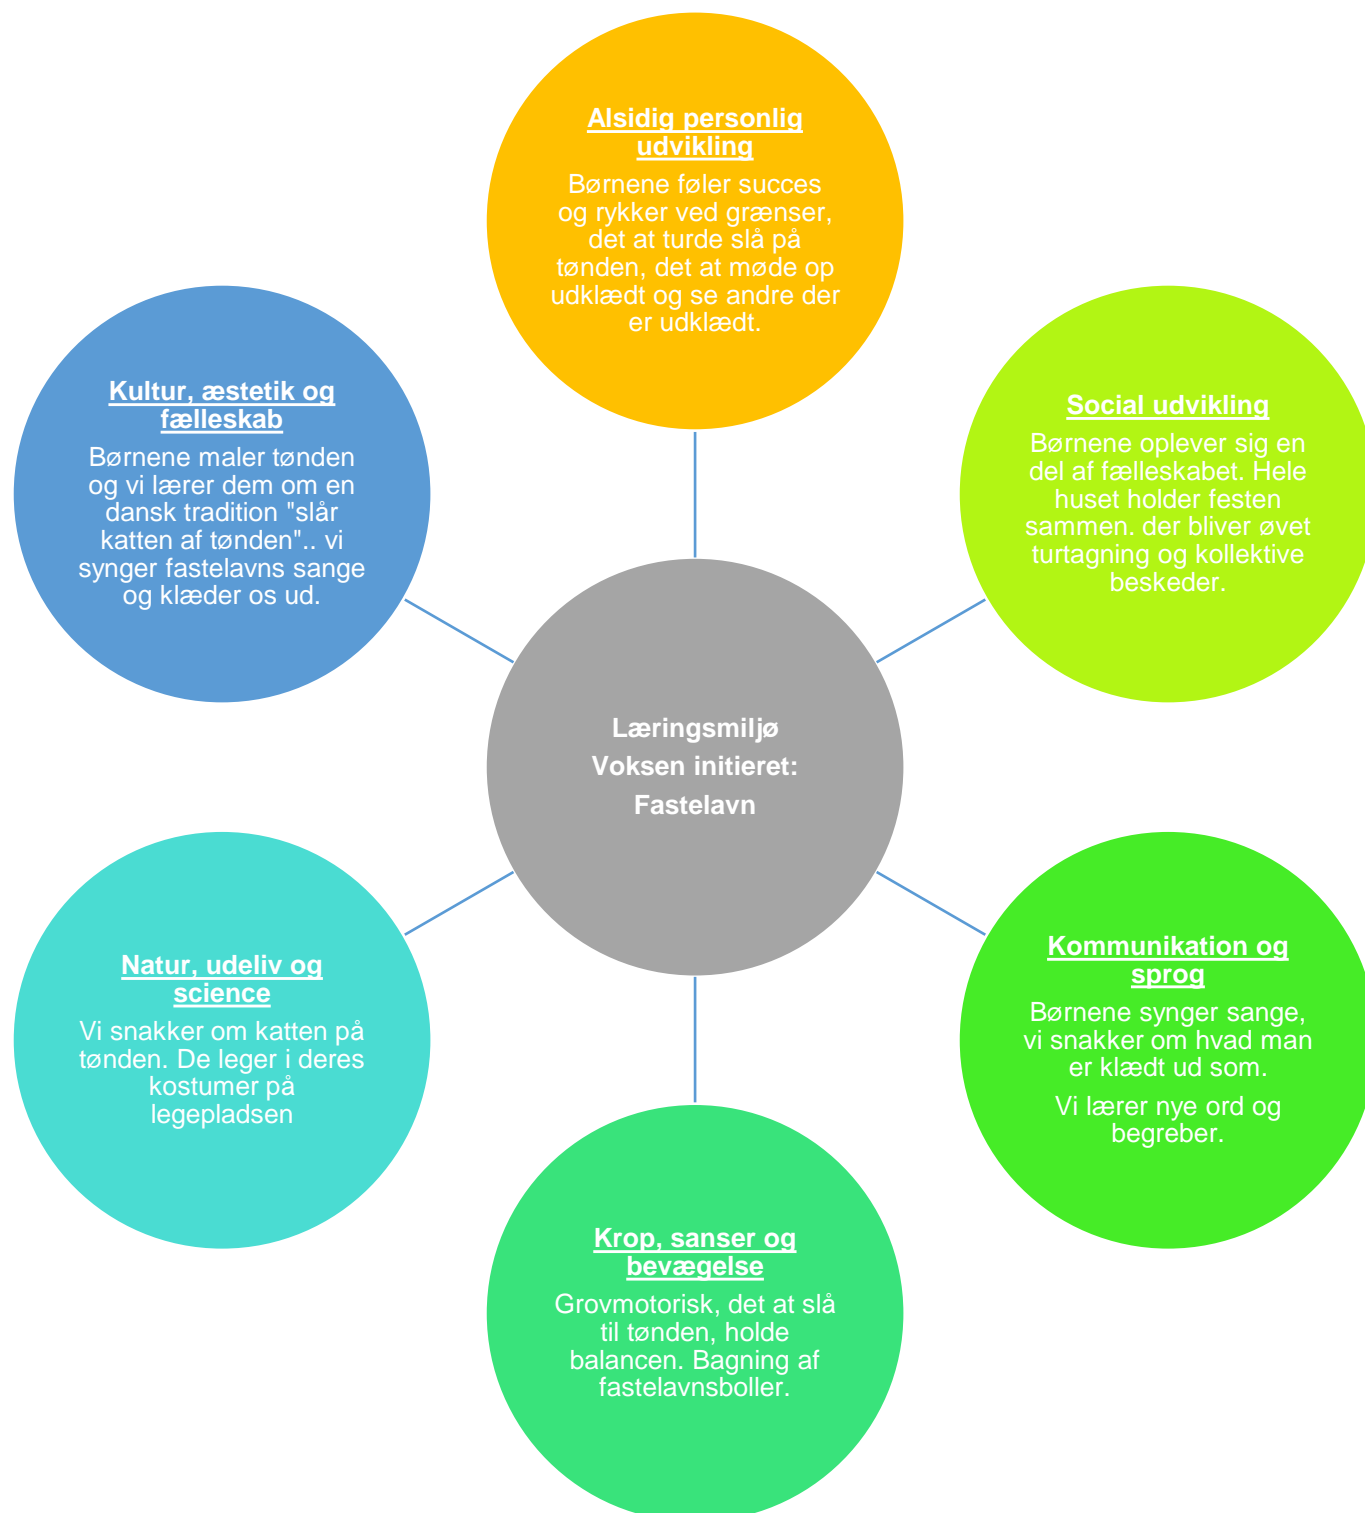 Alsidig personlig
udvikling
Børnene føler succes
og rykker ved grænser,
det at turde slå på
tønden, det at møde op
udklædt og se andre der
er udklædt.
Social udvikling
Børnene oplever sig en
del af fælleskabet. Hele
huset holder festen
sammen. der bliver øvet
turtagning og kollektive
beskeder.
Kommunikation og
sprog
Børnene synger sange,
vi snakker om hvad man
er klædt ud som.
Vi lærer nye ord og
begreber.
Krop, sanser og
bevægelse
Grovmotorisk, det at slå
til tønden, holde
balancen. Bagning af
fastelavnsboller.
Natur, udeliv og
science
Vi snakker om katten på
tønden. De leger i deres
kostumer på
legepladsen
Kultur, æstetik og
fælleskab
Børnene maler tønden
og vi lærer dem om en
dansk tradition "slår
katten af tønden".. vi
synger fastelavns sange
og klæder os ud.
Læringsmiljø
Voksen initieret:
Fastelavn